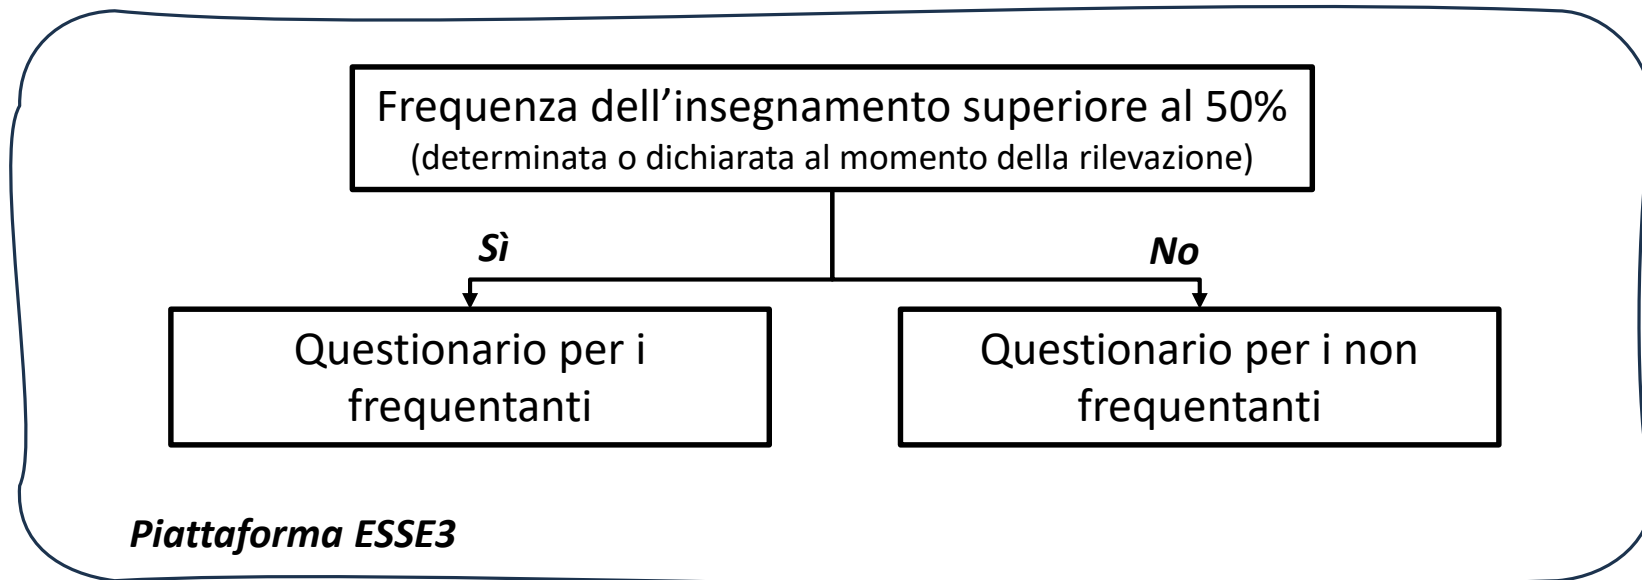 Frequenza dell’insegnamento superiore al 50%
(determinata o dichiarata al momento della rilevazione)
Sì
No
Questionario per i
frequentanti
Questionario per i non
frequentanti
Piattaforma ESSE3